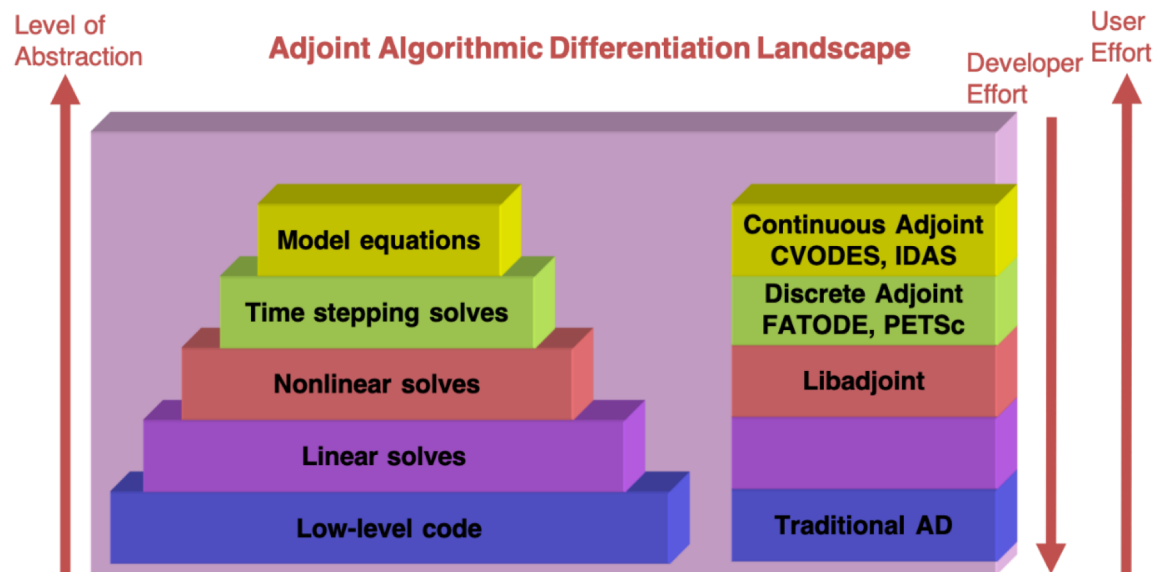 Level of
Abstraction
Adjoint Algorithmic Differentiation Landscape
User
Effort
Developer
Effort
Model equations
Time stepping solves
Nonlinear solves
Linear solves
Low-level code
Continuous Adjoint
CVODES, IDAS
Discrete Adjoint
FATODE, PETSc
Libadjoint
Traditional AD